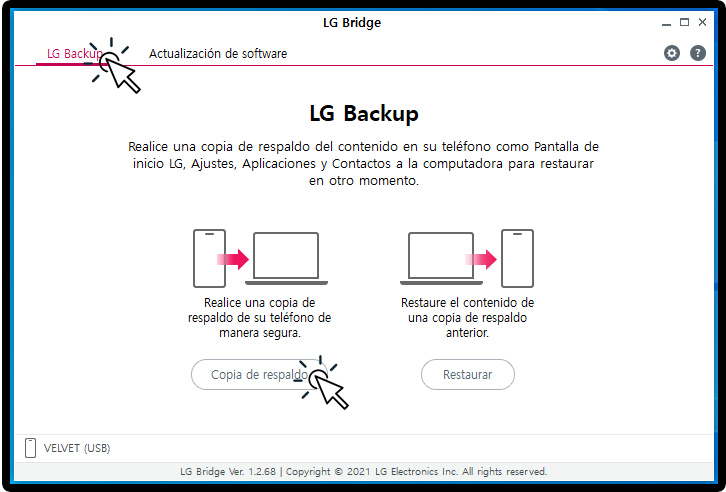 LG Bridge
LG Backup
Actualización de software
?
LG Backup
Realice una copia de respaldo del contenido en su teléfono como Pantalla de
inicio LG, Ajustes, Aplicaciones y Contactos a la computadora para restaurar
en otro momento.
Realice una copia de
respaldo de su teléfono de
manera segura.
Restaure el contenido de
una copia de respaldo
anterior.
Copia de respaldo
Restaurar
VELVET (USB)
LG Bridge Ver. 1.2.68 | Copyright © 2021 LG Electronics Inc. All rights reserved.